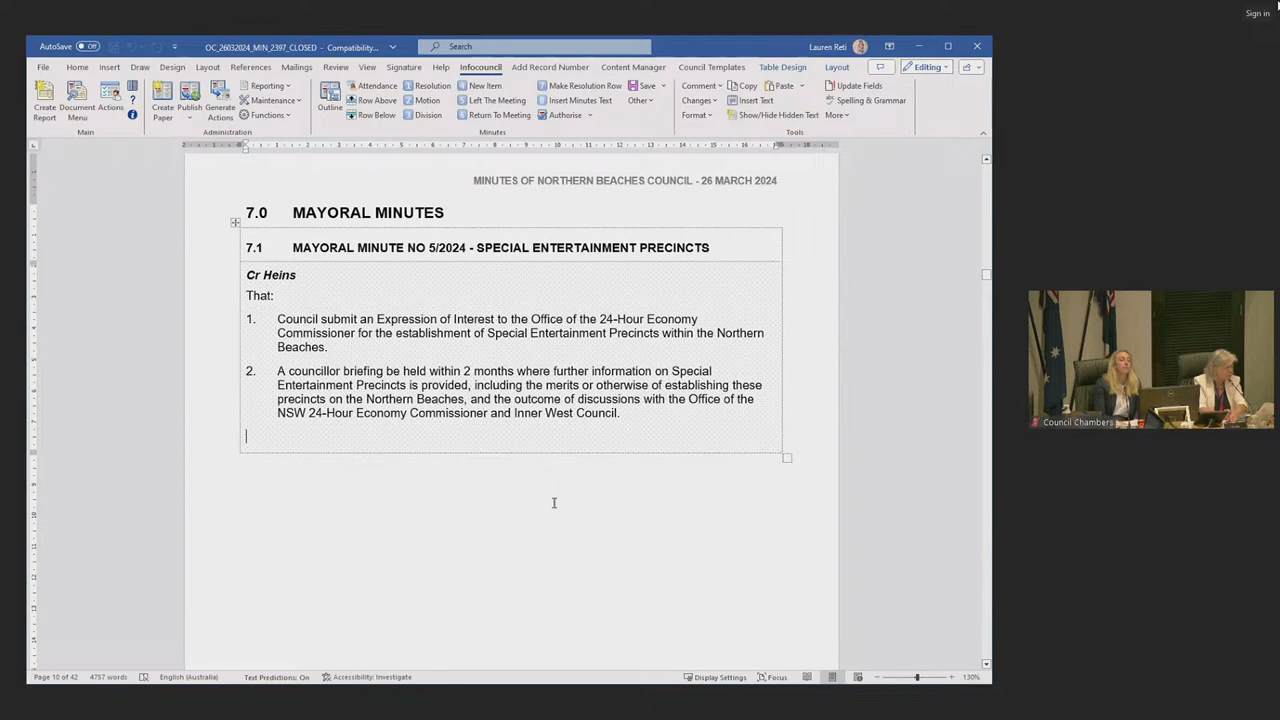 Sign in
AutoSave Off OC_26032024_MIN_2397_CLOSED - Compatibility... Search Lauren Reti
File Home Insert Draw Design Layout References Mailings Review View Signature Help Infocouncil Add Record Number Content Manager Council Templates Table Design Layout Editing
Create Report
Document Menu
Actions
Main
Create Paper
Publish
Generate Actions
Reporting
Maintenance
Functions
Administration
Outline
Attendance
Row Above
Row Below
1 Resolution
2 Motion
3 Division
4 New Item
5 Left The Meeting
6 Return To Meeting
7 Make Resolution Row
8 Insert Minutes Text
Authorise
Save
Other
Minutes
Comment
Changes
Format
Copy
Paste
Insert Text
Show/Hide Hidden Text
Update Fields
Spelling & Grammar
More
Tools
MINUTES OF NORTHERN BEACHES COUNCIL - 26 MARCH 2024
7.0 MAYORAL MINUTES
7.1 MAYORAL MINUTE NO 5/2024 - SPECIAL ENTERTAINMENT PRECINCTS
Cr Heins
That:
1. Council submit an Expression of Interest to the Office of the 24-Hour Economy
Commissioner for the establishment of Special Entertainment Precincts within the Northern
Beaches.
2. A councillor briefing be held within 2 months where further information on Special
Entertainment Precincts is provided, including the merits or otherwise of establishing these
precincts on the Northern Beaches, and the outcome of discussions with the Office of the
NSW 24-Hour Economy Commissioner and Inner West Council.
Council Chambers
Page 10 of 42 4757 words English (Australia) Text Predictions: On Accessibility: Investigate Display Settings Focus 130%